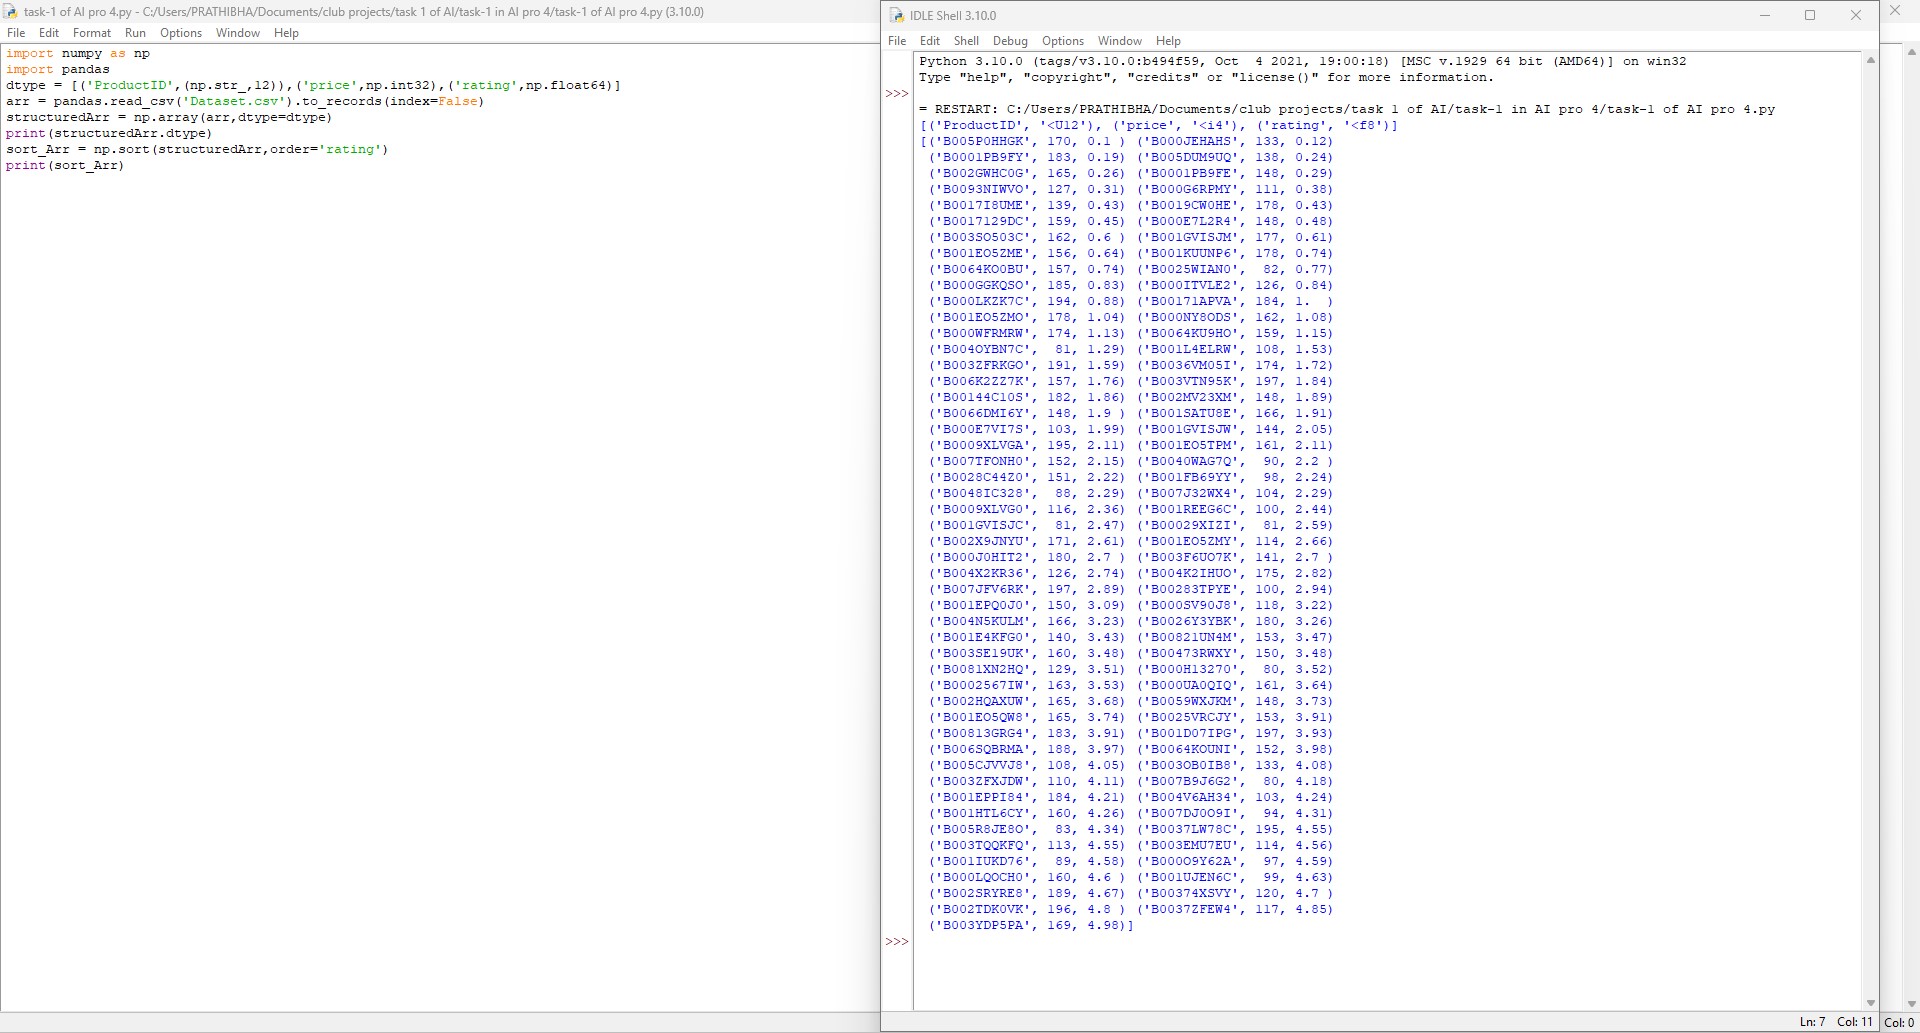 task-1 of AI pro 4.py - C:/Users/PRATHIBHA/Documents/club projects/task 1 of AI/task-1 in AI pro 4/task-1 of AI pro 4.py (3.10.0)
File Edit Format Run Options Window Help
import numpy as np
import pandas
dtype = [('ProductID',(np.str_,12)),('price',np.int32),('rating',np.float64)]
arr = pandas.read_csv('Dataset.csv').to_records(index=False)
structuredArr = np.array(arr,dtype=dtype)
print(structuredArr.dtype)
sort_Arr = np.sort(structuredArr,order='rating')
print(sort_Arr)
IDLE Shell 3.10.0
File Edit Shell Debug Options Window Help
Python 3.10.0 (tags/v3.10.0:b494f59, Oct  4 2021, 19:00:18) [MSC v.1929 64 bit (AMD64)] on win32
Type "help", "copyright", "credits" or "license()" for more information.
>>>
= RESTART: C:/Users/PRATHIBHA/Documents/club projects/task 1 of AI/task-1 in AI pro 4/task-1 of AI pro 4.py
[('ProductID', '<U12'), ('price', '<i4'), ('rating', '<f8')]
[('B005P0HHGK', 170, 0.1 ) ('B000JEHAHS', 133, 0.12)
('B0001PB9FY', 183, 0.19) ('B005DUM9UQ', 138, 0.24)
('B002GWHC0G', 165, 0.26) ('B0001PB9FE', 148, 0.29)
('B0093NIWVO', 127, 0.31) ('B000G6RPMY', 111, 0.38)
('B0017I8UME', 139, 0.43) ('B0019CW0HE', 178, 0.43)
('B0017129DC', 159, 0.45) ('B000E7L2R4', 148, 0.48)
('B003SO503C', 162, 0.6 ) ('B001GVISJM', 177, 0.61)
('B001EO5ZME', 156, 0.64) ('B001KUUNP6', 178, 0.74)
('B0064KO0BU', 157, 0.74) ('B0025WIAN0',  82, 0.77)
('B000GGKQSO', 185, 0.83) ('B000ITVLE2', 126, 0.84)
('B000LKZK7C', 194, 0.88) ('B00171APVA', 184, 1.  )
('B001EO5ZMO', 178, 1.04) ('B000NY8ODS', 162, 1.08)
('B000WFRMRW', 174, 1.13) ('B0064KU9HO', 159, 1.15)
('B004OYBN7C',  81, 1.29) ('B001L4ELRW', 108, 1.53)
('B003ZFRKGO', 191, 1.59) ('B0036VM05I', 174, 1.72)
('B006K2ZZ7K', 157, 1.76) ('B003VTN95K', 197, 1.84)
('B00144C10S', 182, 1.86) ('B002MV23XM', 148, 1.89)
('B0066DMI6Y', 148, 1.9 ) ('B001SATU8E', 166, 1.91)
('B000E7VI7S', 103, 1.99) ('B001GVISJW', 144, 2.05)
('B0009XLVGA', 195, 2.11) ('B001EO5TPM', 161, 2.11)
('B007TFONH0', 152, 2.15) ('B0040WAG7Q',  90, 2.2 )
('B0028C44Z0', 151, 2.22) ('B001FB69YY',  98, 2.24)
('B0048IC328',  88, 2.29) ('B007J32WX4', 104, 2.29)
('B0009XLVG0', 116, 2.36) ('B001REEG6C', 100, 2.44)
('B001GVISJC',  81, 2.47) ('B00029XIZI',  81, 2.59)
('B002X9JNYU', 171, 2.61) ('B001EO5ZMY', 114, 2.66)
('B000J0HIT2', 180, 2.7 ) ('B003F6UO7K', 141, 2.7 )
('B004X2KR36', 126, 2.74) ('B004K2IHUO', 175, 2.82)
('B007JFV6RK', 197, 2.89) ('B00283TPYE', 100, 2.94)
('B001EPQ0J0', 150, 3.09) ('B000SV90J8', 118, 3.22)
('B004N5KULM', 166, 3.23) ('B0026Y3YBK', 180, 3.26)
('B001E4KFG0', 140, 3.43) ('B00821UN4M', 153, 3.47)
('B003SE19UK', 160, 3.48) ('B00473RWXY', 150, 3.48)
('B0081XN2HQ', 129, 3.51) ('B000H13270',  80, 3.52)
('B0002567IW', 163, 3.53) ('B000UA0QIQ', 161, 3.64)
('B002HQAXUW', 165, 3.68) ('B0059WXJKM', 148, 3.73)
('B001EO5QW8', 165, 3.74) ('B0025VRCJY', 153, 3.91)
('B00813GRG4', 183, 3.91) ('B001D07IPG', 197, 3.93)
('B006SQBRMA', 188, 3.97) ('B0064KOUNI', 152, 3.98)
('B005CJVVJ8', 108, 4.05) ('B003OB0IB8', 133, 4.08)
('B003ZFXJDW', 110, 4.11) ('B007B9J6G2',  80, 4.18)
('B001EPPI84', 184, 4.21) ('B004V6AH34', 103, 4.24)
('B001HTL6CY', 160, 4.26) ('B007DJ0O9I',  94, 4.31)
('B005R8JE8O',  83, 4.34) ('B0037LW78C', 195, 4.55)
('B003TQQKFQ', 113, 4.55) ('B003EMU7EU', 114, 4.56)
('B001IUKD76',  89, 4.58) ('B000O9Y62A',  97, 4.59)
('B000LQOCH0', 160, 4.6 ) ('B001UJEN6C',  99, 4.63)
('B002SRYRE8', 189, 4.67) ('B00374XSVY', 120, 4.7 )
('B002TDK0VK', 196, 4.8 ) ('B0037ZFEW4', 117, 4.85)
('B003YDP5PA', 169, 4.98)]
>>>
Ln: 7 Col: 11
Col: 0